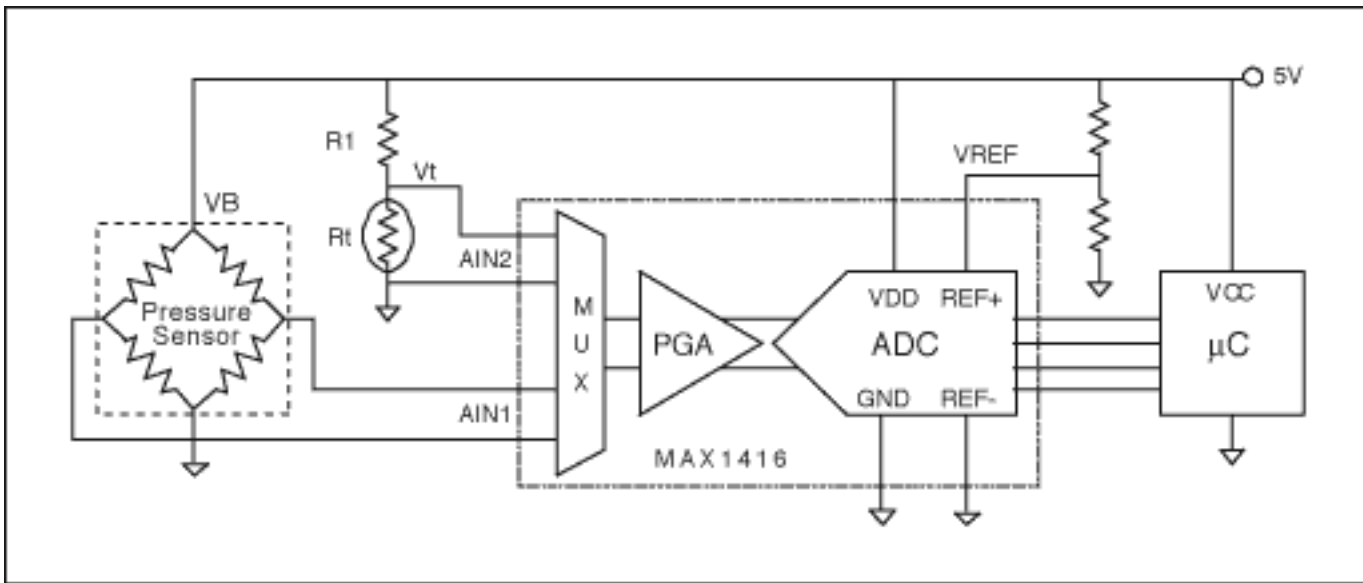 5V
R1
Vt
VREF
VB
Rt
AIN2
Pressure
Sensor
M
U
X
PGA
VDD REF+
ADC
GND REF-
VCC
µC
AIN1
MAX1416